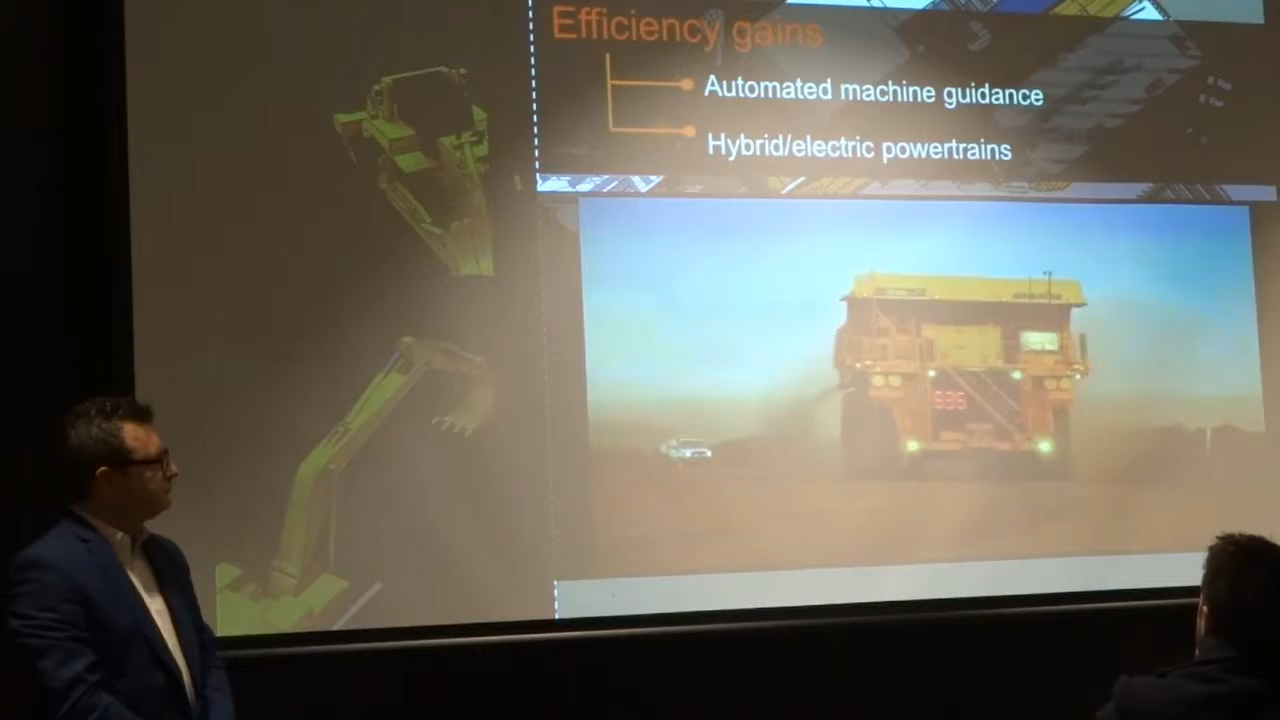 Efficiency gains
Automated machine guidance
Hybrid/electric powertrains